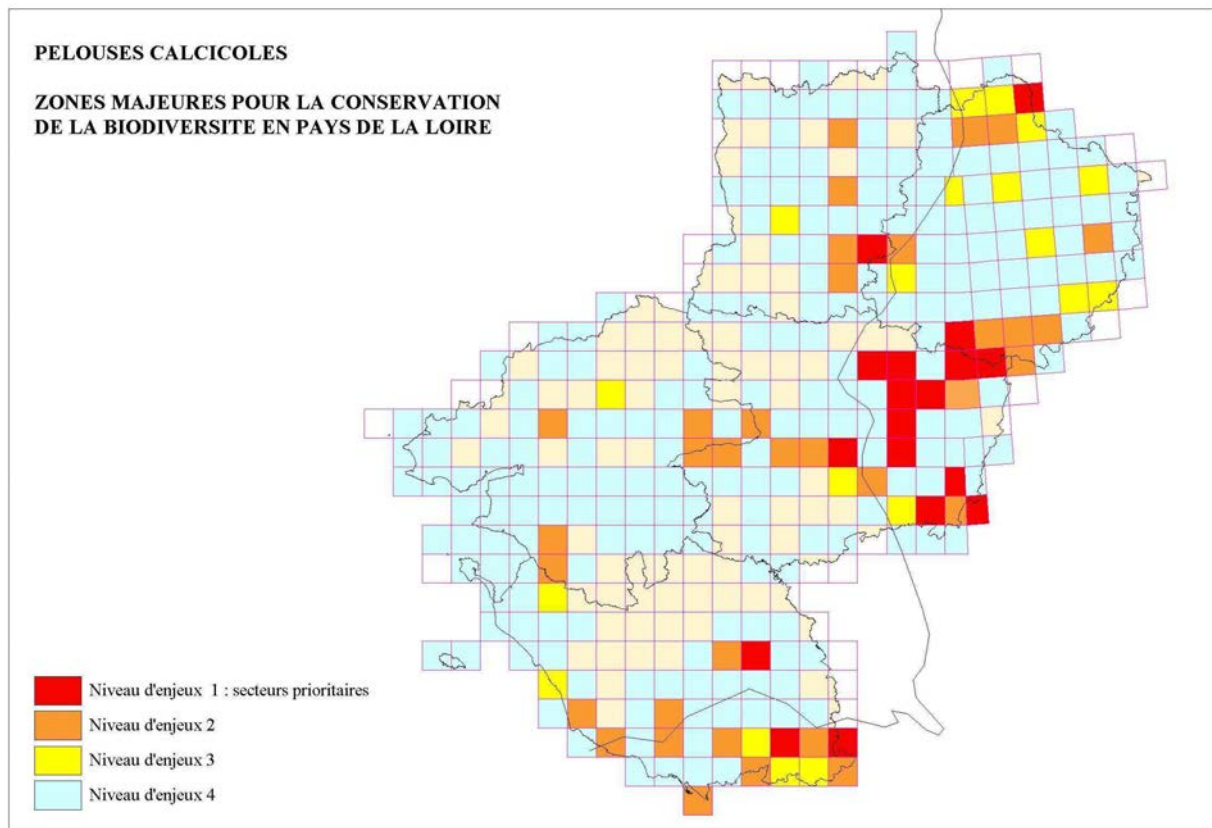 PELOUSES CALCICOLES
ZONES MAJEURES POUR LA CONSERVATION
DE LA BIODIVERSITE EN PAYS DE LA LOIRE
Niveau d'enjeux 1 : secteurs prioritaires
Niveau d'enjeux 2
Niveau d'enjeux 3
Niveau d'enjeux 4